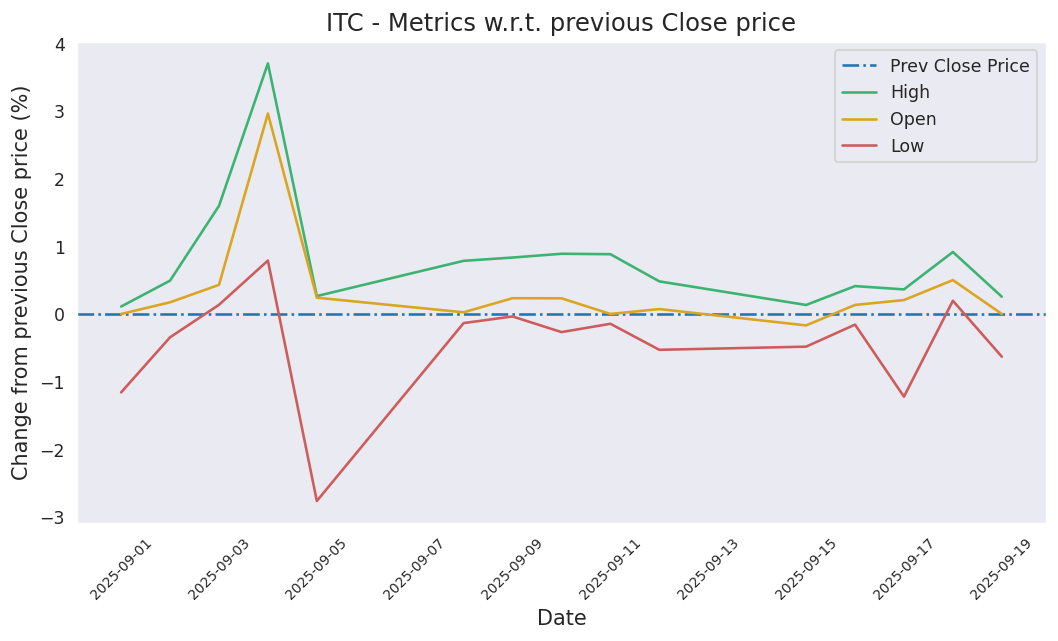 ITC - Metrics w.r.t. previous Close price
Change from previous Close price (%)
4
3
2
1
0
−1
−2
−3
Prev Close Price
High
Open
Low
2025-09-01
2025-09-03
2025-09-05
2025-09-07
2025-09-09
2025-09-11
2025-09-13
2025-09-15
2025-09-17
2025-09-19
Date